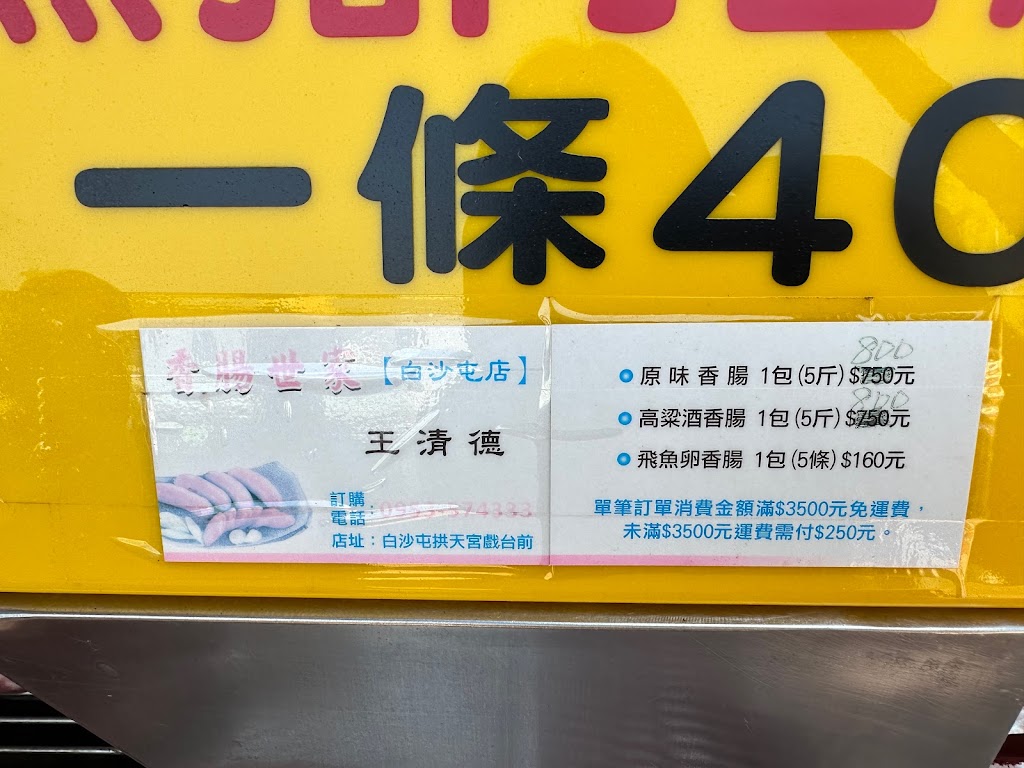 一條40
香腸世家【白沙屯店】
王清德
訂購電話：
店址：白沙屯拱天宮戲台前
800
原味香腸 1包(5斤)$750元
800
高粱酒香腸 1包(5斤)$750元
飛魚卵香腸 1包(5條)$160元
單筆訂單消費金額滿$3500元免運費，
未滿$3500元運費需付$250元。